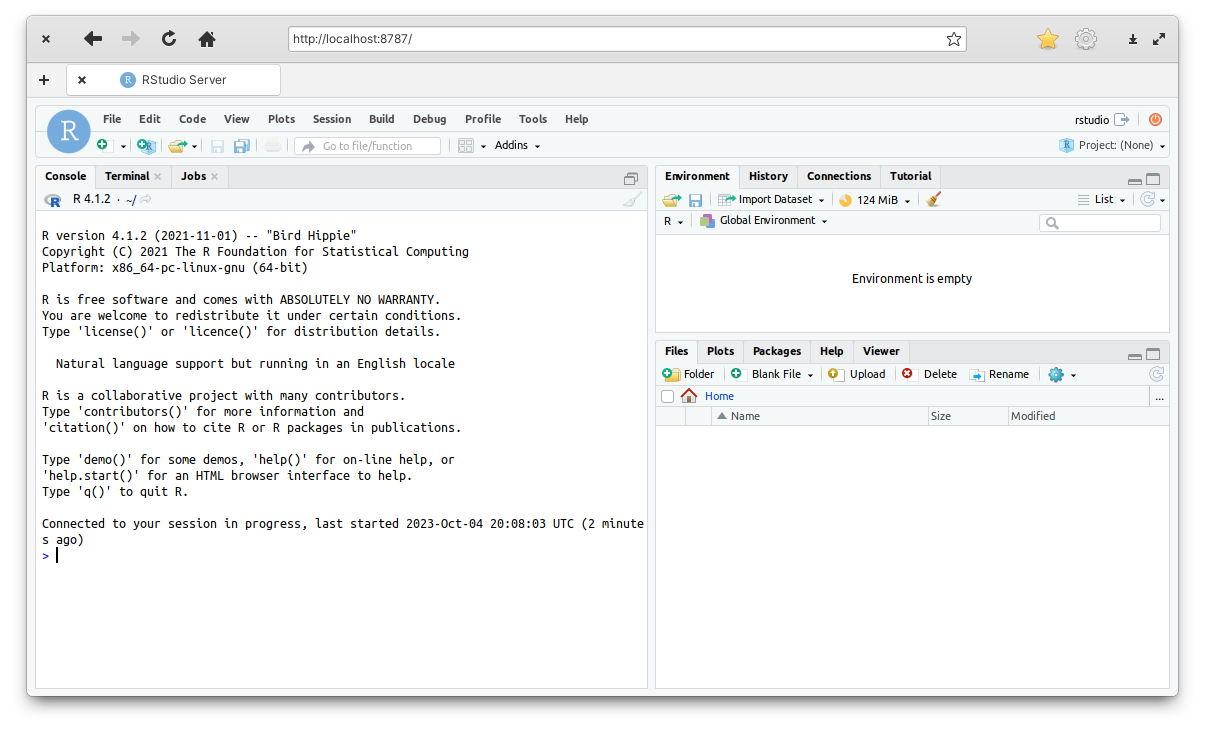 http://localhost:8787/
R RStudio Server
R
File Edit Code View Plots Session Build Debug Profile Tools Help
rstudio
Go to file/function
Addins
R Project: (None)
Console Terminal Jobs
R R 4.1.2 · ~/
R version 4.1.2 (2021-11-01) -- "Bird Hippie"
Copyright (C) 2021 The R Foundation for Statistical Computing
Platform: x86_64-pc-linux-gnu (64-bit)
R is free software and comes with ABSOLUTELY NO WARRANTY.
You are welcome to redistribute it under certain conditions.
Type 'license()' or 'licence()' for distribution details.
Natural language support but running in an English locale
R is a collaborative project with many contributors.
Type 'contributors()' for more information and
'citation()' on how to cite R or R packages in publications.
Type 'demo()' for some demos, 'help()' for on-line help, or
'help.start()' for an HTML browser interface to help.
Type 'q()' to quit R.
Connected to your session in progress, last started 2023-Oct-04 20:08:03 UTC (2 minute
s ago)
>
Environment History Connections Tutorial
Import Dataset 124 MiB List
R Global Environment
Environment is empty
Files Plots Packages Help Viewer
Folder Blank File Upload Delete Rename
Home ...
Name Size Modified